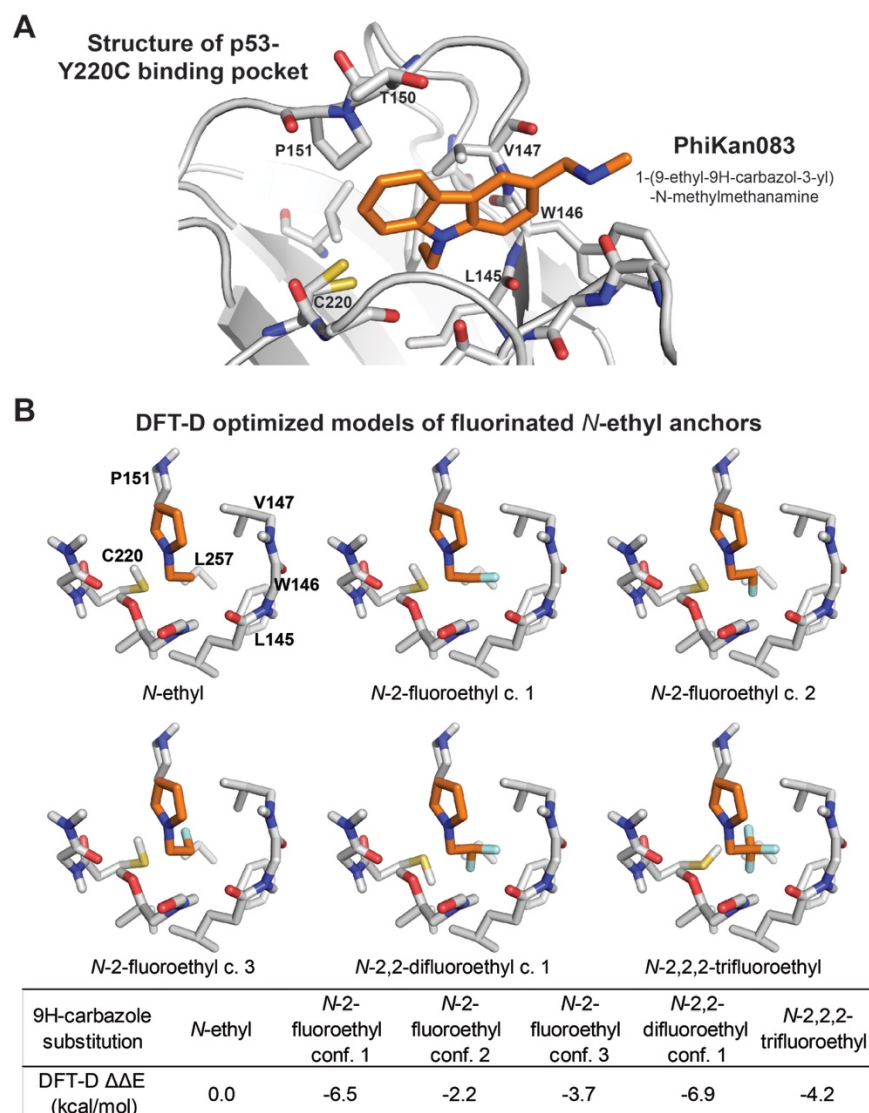 A
Structure of p53-
Y220C binding pocket
T150
P151
V147
PhiKan083
1-(9-ethyl-9H-carbazol-3-yl)
-N-methylmethanamine
W146
L145
C220
B
DFT-D optimized models of fluorinated N-ethyl anchors
P151
V147
C220
L257
W146
L145
N-ethyl
N-2-fluoroethyl c. 1
N-2-fluoroethyl c. 2
N-2-fluoroethyl c. 3
N-2,2-difluoroethyl c. 1
N-2,2,2-trifluoroethyl
9H-carbazole
substitution
N-ethyl
N-2-
fluoroethyl
conf. 1
N-2-
fluoroethyl
conf. 2
N-2-
fluoroethyl
conf. 3
N-2,2-
difluoroethyl
conf. 1
N-2,2,2-
trifluoroethyl
DFT-D ΔΔE
(kcal/mol)
0.0
-6.5
-2.2
-3.7
-6.9
-4.2